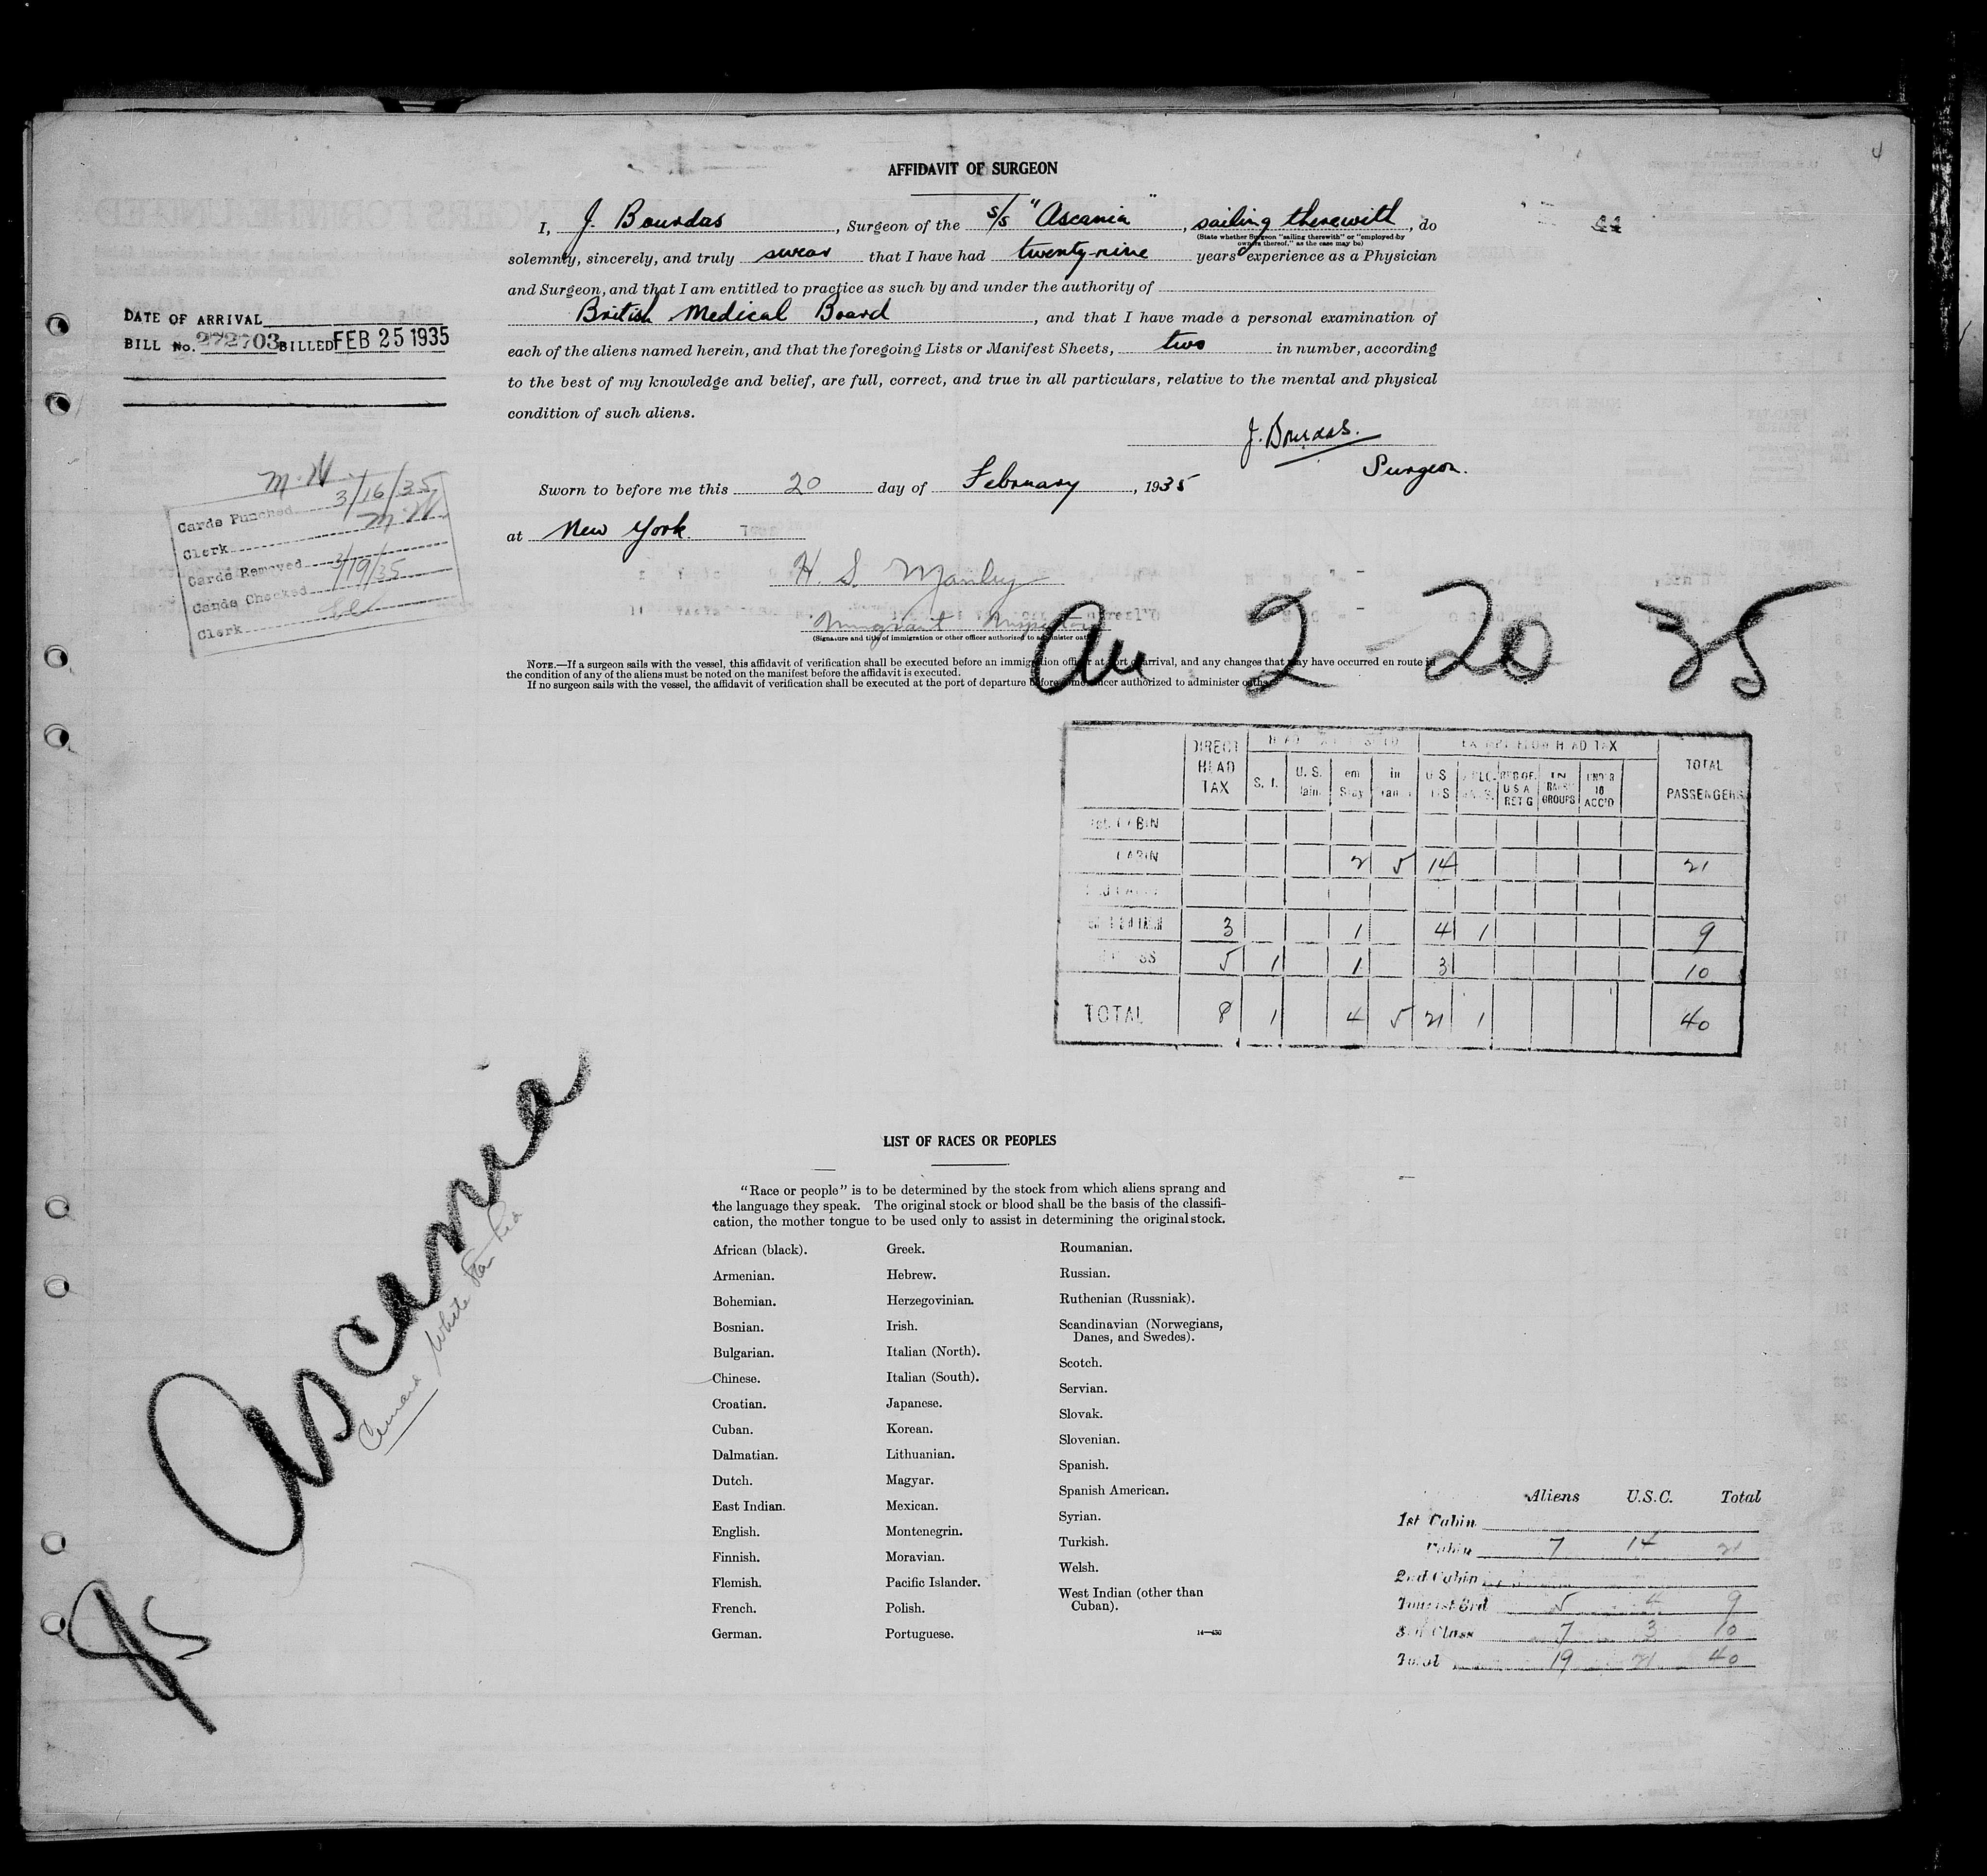 AFFIDAVIT OF SURGEON
I, J. Bourdas, Surgeon of the s/s "Ascania", sailing therewith, do
(State whether Surgeon "sailing therewith" or "employed by
owners thereof," as the case may be)
solemnly, sincerely, and truly swear that I have had twenty-nine years' experience as a Physician
and Surgeon, and that I am entitled to practice as such by and under the authority of
British Medical Board, and that I have made a personal examination of
each of the aliens named herein, and that the foregoing Lists or Manifest Sheets, two in number, according
to the best of my knowledge and belief, are full, correct, and true in all particulars, relative to the mental and physical
condition of such aliens.
J. Bourdas.
Surgeon.
Sworn to before me this 20 day of February, 1935
at New York.
H. S. Manley
Immigrant Inspector
(Signature and title of immigration or other officer authorized to administer oaths)
NOTE.—If a surgeon sails with the vessel, this affidavit of verification shall be executed before an immigration officer at port of arrival, and any changes that may have occurred en route in
the condition of any of the aliens must be noted on the manifest before the affidavit is executed.
If no surgeon sails with the vessel, the affidavit of verification shall be executed at the port of departure before some officer authorized to administer oaths.
DATE OF ARRIVAL
BILL No. 272703 BILLED FEB 25 1935
M.W. 3/16/35
Cards Punched
Clerk M.W.
Cards Removed
Cards Checked 3/19/35
Clerk
Arr 2-20 35
DIRECT HEAD TAX
S. I.
U. S.
EXEMPT FROM HEAD TAX
TOTAL PASSENGERS
CABIN 2 5 14 21
3 1 4 1 9
5 1 1 3 10
TOTAL 8 1 4 5 21 1 40
Ascania
Cunard White Star
LIST OF RACES OR PEOPLES
"Race or people" is to be determined by the stock from which aliens sprang and
the language they speak. The original stock or blood shall be the basis of the classifi-
cation, the mother tongue to be used only to assist in determining the original stock.
African (black).
Armenian.
Bohemian.
Bosnian.
Bulgarian.
Chinese.
Croatian.
Cuban.
Dalmatian.
Dutch.
East Indian.
English.
Finnish.
Flemish.
French.
German.
Greek.
Hebrew.
Herzegovinian.
Irish.
Italian (North).
Italian (South).
Japanese.
Korean.
Lithuanian.
Magyar.
Mexican.
Montenegrin.
Moravian.
Pacific Islander.
Polish.
Portuguese.
Roumanian.
Russian.
Ruthenian (Russniak).
Scandinavian (Norwegians,
Danes, and Swedes).
Scotch.
Servian.
Slovak.
Slovenian.
Spanish.
Spanish American.
Syrian.
Turkish.
Welsh.
West Indian (other than
Cuban).
Aliens U.S.C. Total
1st Cabin
Cabin 7 14 21
2nd Cabin
Tourist 3rd 5 4 9
3rd Class 7 3 10
Total 19 21 40